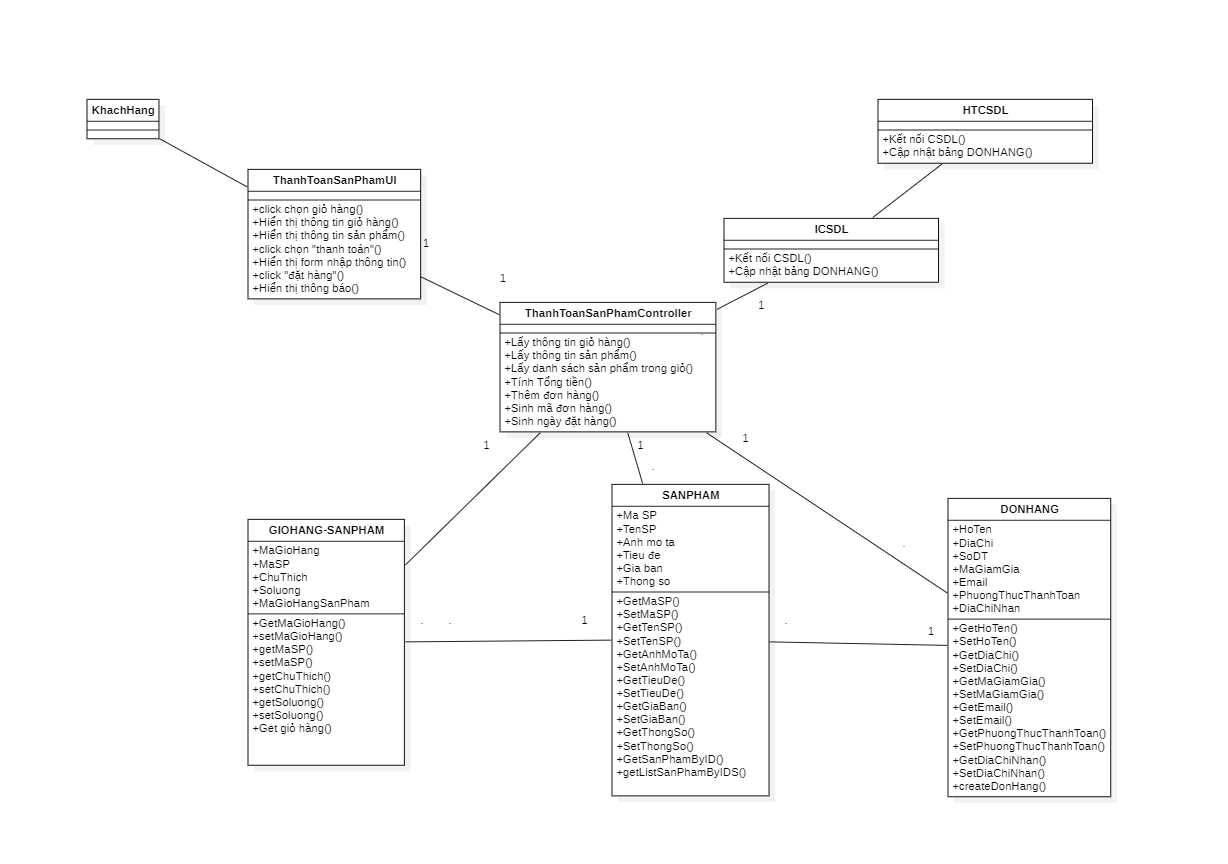 KhachHang
HTCSDL
+Kết nối CSDL()
+Cập nhật bảng DONHANG()
ThanhToanSanPhamUI
+click chọn giỏ hàng()
+Hiển thị thông tin giỏ hàng()
+Hiển thị thông tin sản phẩm()
+click chọn "thanh toán"()
+Hiển thị form nhập thông tin()
+click "đặt hàng"()
+Hiển thị thông báo()
1
1
ICSDL
+Kết nối CSDL()
+Cập nhật bảng DONHANG()
1
ThanhToanSanPhamController
+Lấy thông tin giỏ hàng()
+Lấy thông tin sản phẩm()
+Lấy danh sách sản phẩm trong giỏ()
+Tính Tổng tiền()
+Thêm đơn hàng()
+Sinh mã đơn hàng()
+Sinh ngày đặt hàng()
1
1
1
GIOHANG-SANPHAM
+MaGioHang
+MaSP
+ChuThich
+Soluong
+MaGioHangSanPham
+GetMaGioHang()
+setMaGioHang()
+getMaSP()
+setMaSP()
+getChuThich()
+setChuThich()
+getSoluong()
+setSoluong()
+Get giỏ hàng()
1
SANPHAM
+Ma SP
+TenSP
+Anh mo ta
+Tieu đe
+Gia ban
+Thong so
+GetMaSP()
+SetMaSP()
+GetTenSP()
+SetTenSP()
+GetAnhMoTa()
+SetAnhMoTa()
+GetTieuDe()
+SetTieuDe()
+GetGiaBan()
+SetGiaBan()
+GetThongSo()
+SetThongSo()
+GetSanPhamByID()
+getListSanPhamByIDS()
1
DONHANG
+HoTen
+DiaChi
+SoDT
+MaGiamGia
+Email
+PhuongThucThanhToan
+DiaChiNhan
+GetHoTen()
+SetHoTen()
+GetDiaChi()
+SetDiaChi()
+GetMaGiamGia()
+SetMaGiamGia()
+GetEmail()
+SetEmail()
+GetPhuongThucThanhToan()
+SetPhuongThucThanhToan()
+GetDiaChiNhan()
+SetDiaChiNhan()
+createDonHang()